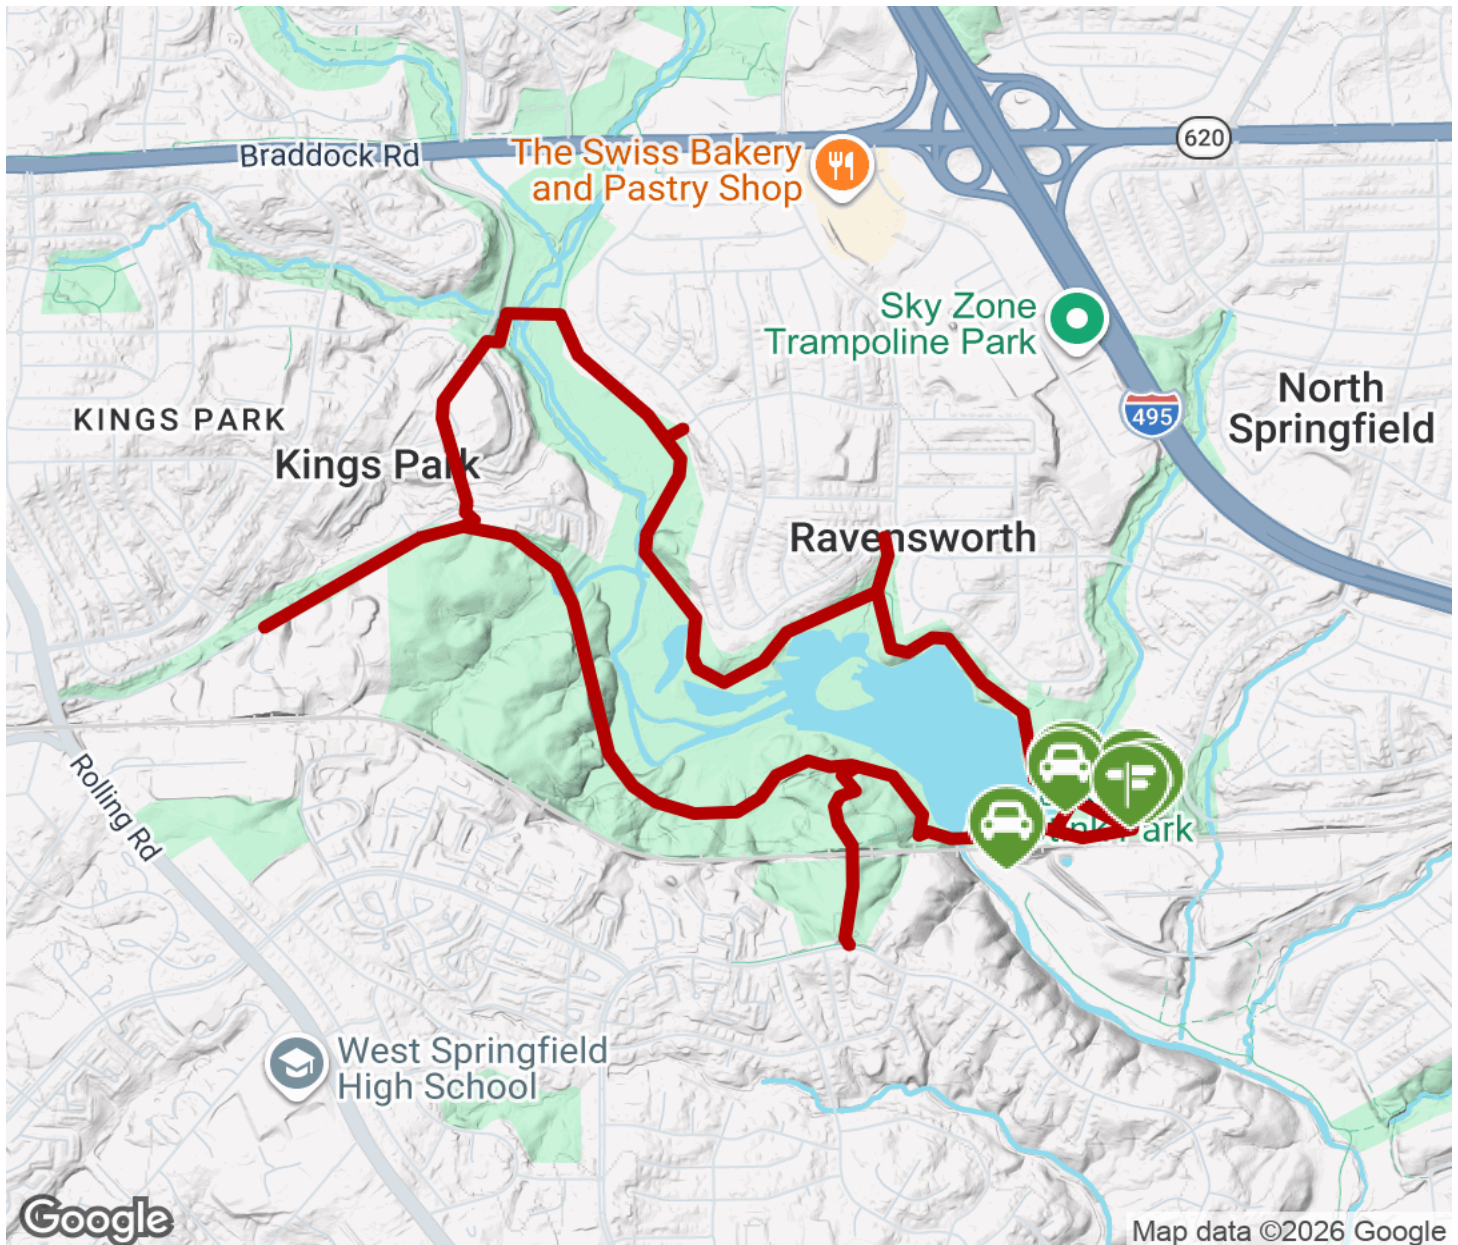 Braddock Rd
The Swiss Bakery
and Pastry Shop
620
Sky Zone
Trampoline Park
495
North
Springfield
KINGS PARK
Kings Park
Ravensworth
Park
Rolling Rd
West Springfield
High School
Google
Map data ©2026 Google